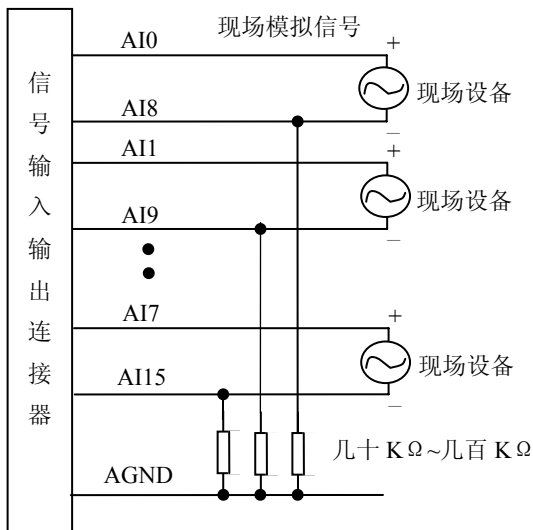 现场模拟信号
信号输入输出连接器
AI0
+
现场设备
AI8
−
AI1
+
现场设备
AI9
−
AI7
+
现场设备
AI15
−
几十 K Ω ~几百 K Ω
AGND